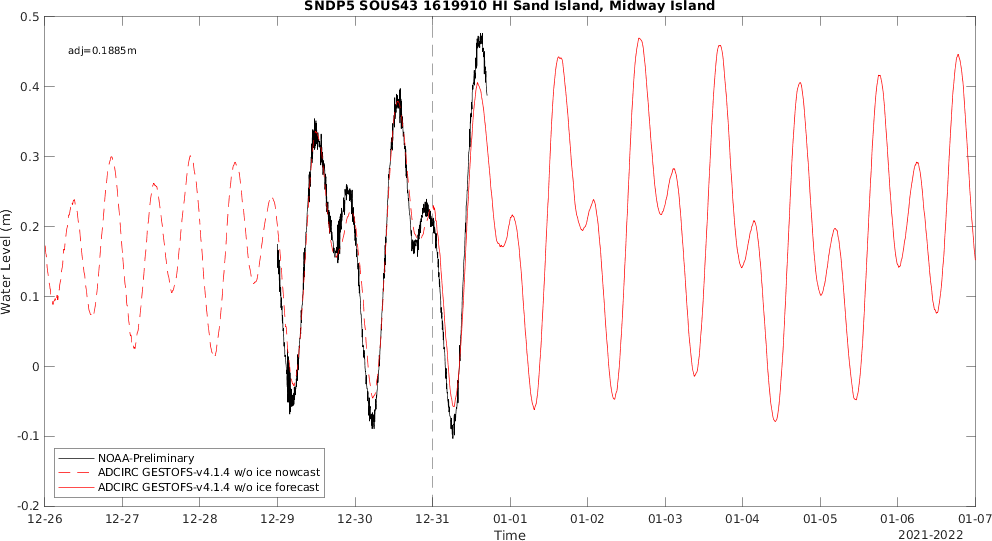 SNDP5 SOUS43 1619910 HI Sand Island, Midway Island
adj=0.1885m
Water Level (m)
0.5
0.4
0.3
0.2
0.1
0
-0.1
-0.2
NOAA-Preliminary
ADCIRC GESTOFS-v4.1.4 w/o ice nowcast
ADCIRC GESTOFS-v4.1.4 w/o ice forecast
12-26 12-27 12-28 12-29 12-30 12-31 01-01 01-02 01-03 01-04 01-05 01-06 01-07
Time
2021-2022